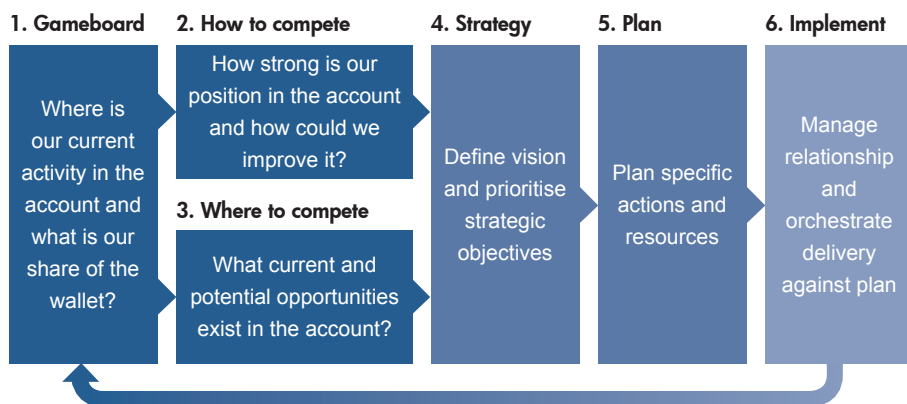 1. Gameboard
Where is
our current
activity in the
account and
what is our
share of the
wallet?
2. How to compete
How strong is our
position in the account
and how could we
improve it?
3. Where to compete
What current and
potential opportunities
exist in the account?
4. Strategy
Define vision
and prioritise
strategic
objectives
5. Plan
Plan specific
actions and
resources
6. Implement
Manage
relationship
and
orchestrate
delivery
against plan